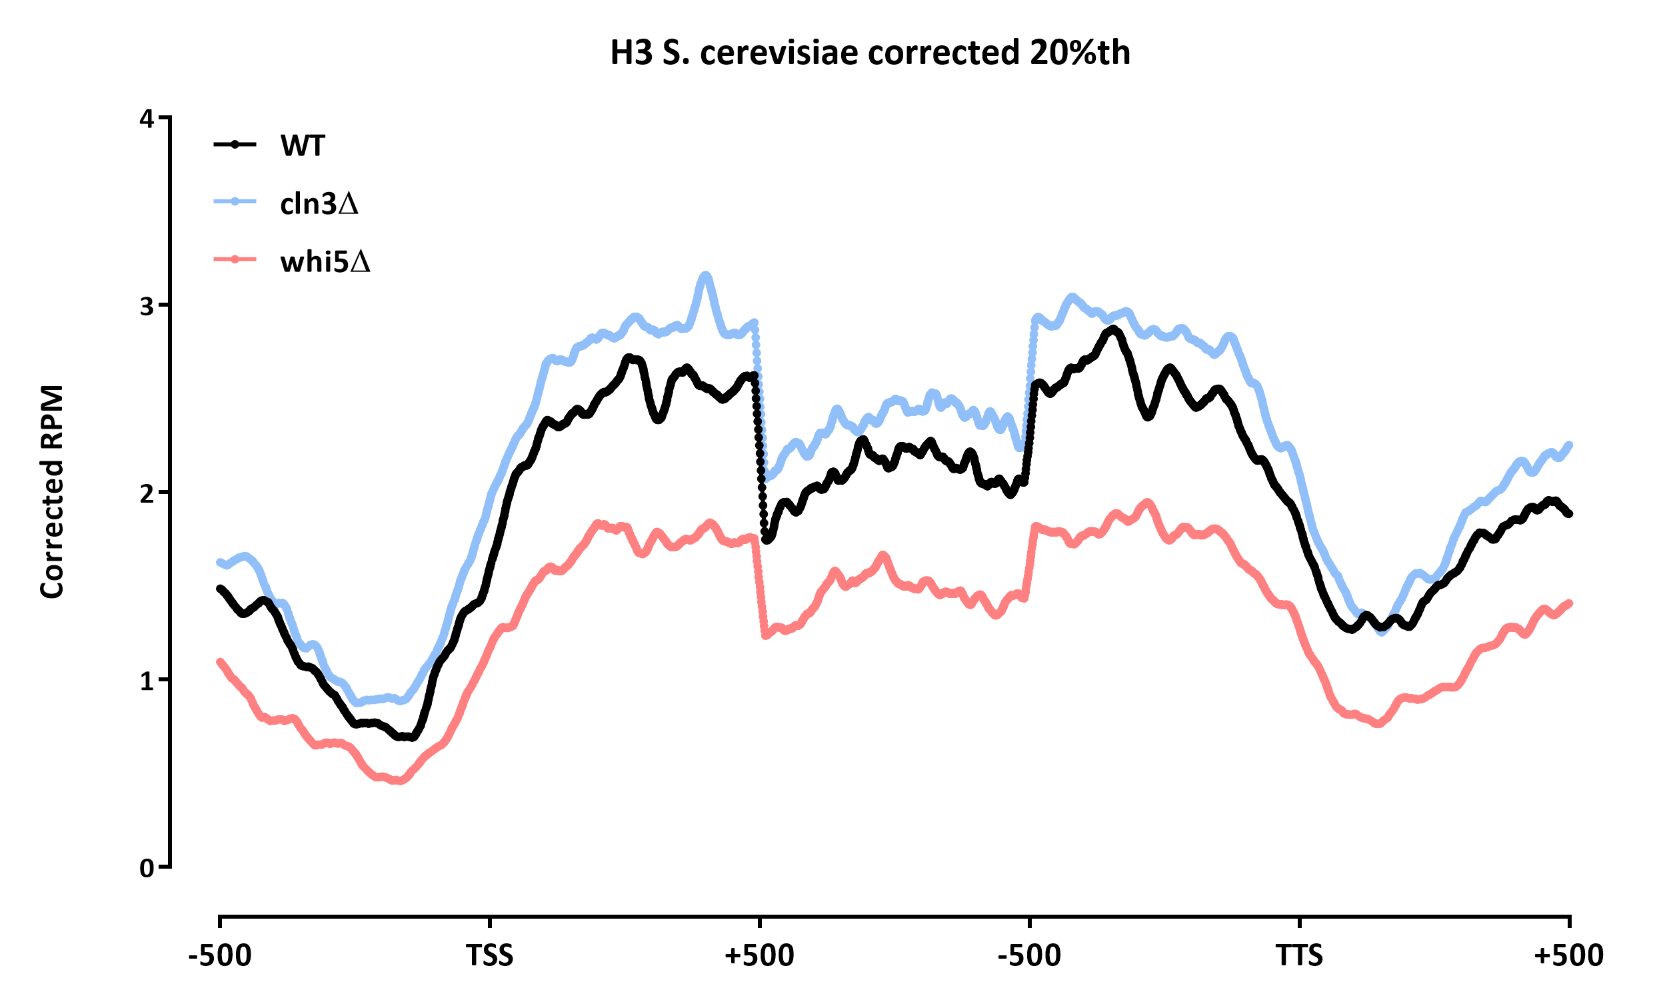 H3 S. cerevisiae corrected 20%th
WT
cln3Δ
whi5Δ
Corrected RPM
4
3
2
1
0
-500 TSS +500 -500 TTS +500